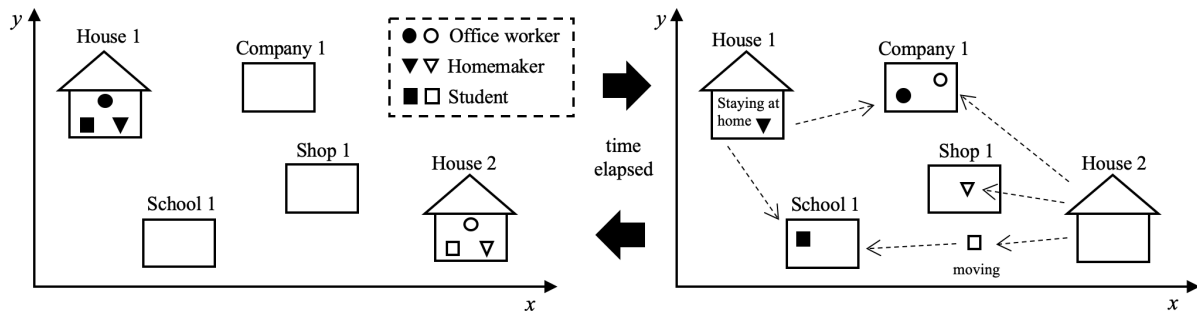 y
House 1
Company 1
Shop 1
School 1
House 2
x
Office worker
Homemaker
Student
time
elapsed
y
House 1
Staying at
home
Company 1
Shop 1
House 2
School 1
moving
x